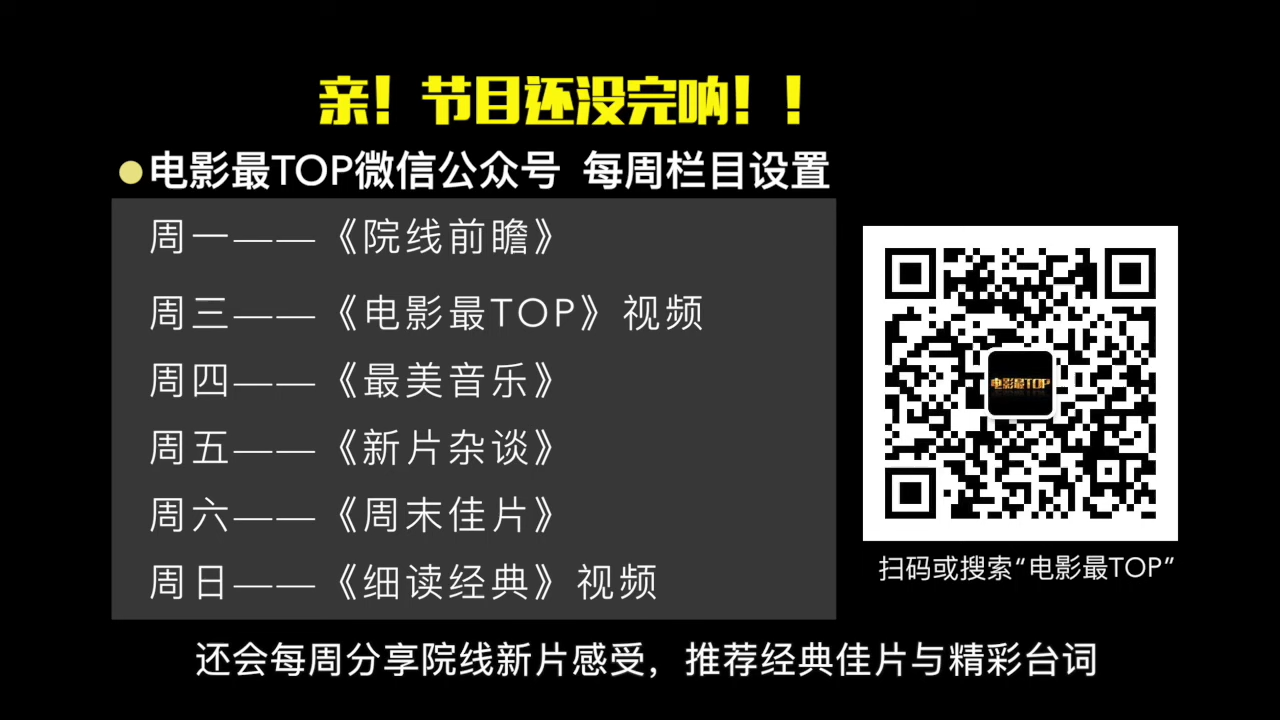 亲！节目还没完呐！！
电影最TOP微信公众号 每周栏目设置
周一——《院线前瞻》
周三——《电影最TOP》视频
周四——《最美音乐》
周五——《新片杂谈》
周六——《周末佳片》
周日——《细读经典》视频
电影最TOP
扫码或搜索“电影最TOP”
还会每周分享院线新片感受，推荐经典佳片与精彩台词